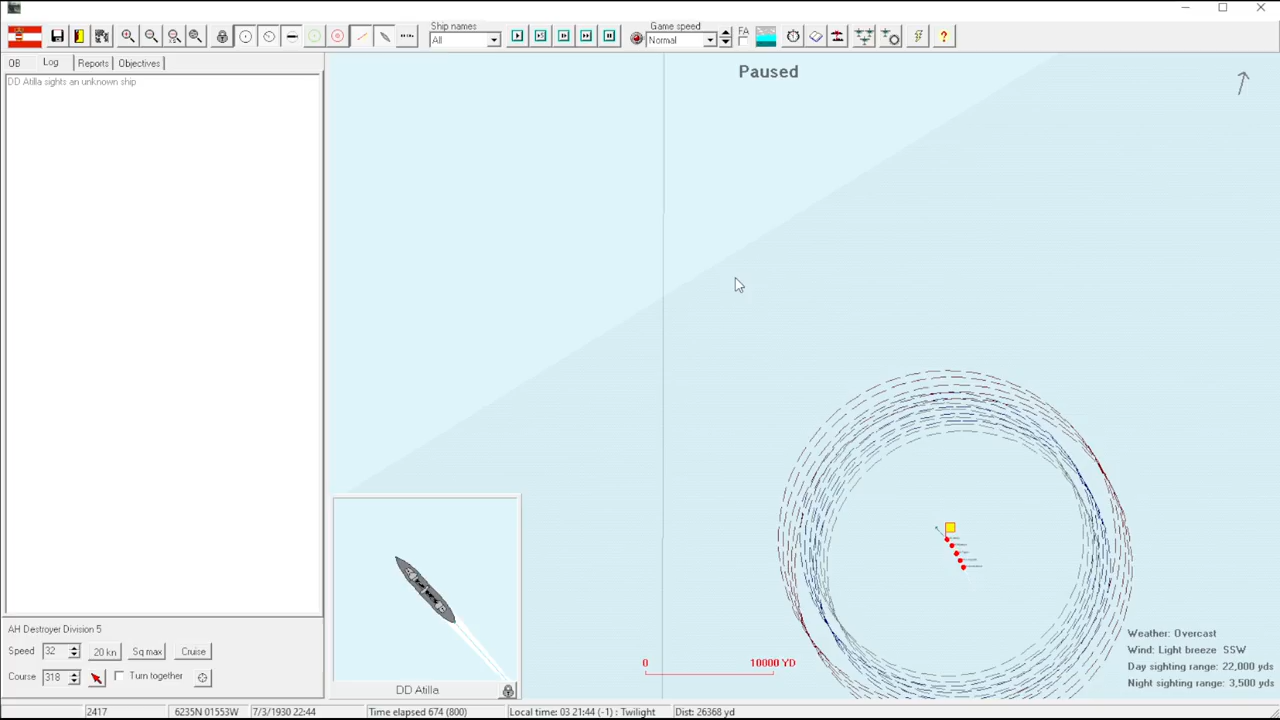 Ship names
Game speed
All
Normal
FA
OB
Log
Reports
Objectives
DD Atilla sights an unknown ship
Paused
0
10000 YD
Weather: Overcast
Wind: Light breeze SSW
Day sighting range: 22,000 yds
Night sighting range: 3,500 yds
AH Destroyer Division 5
Speed
32
20 kn
Sq max
Cruise
Course
318
Turn together
DD Atilla
2417
6235N 01553W
7/3/1930 22:44
Time elapsed 674 (800)
Local time: 03 21:44 (-1) : Twilight
Dist: 26368 yd